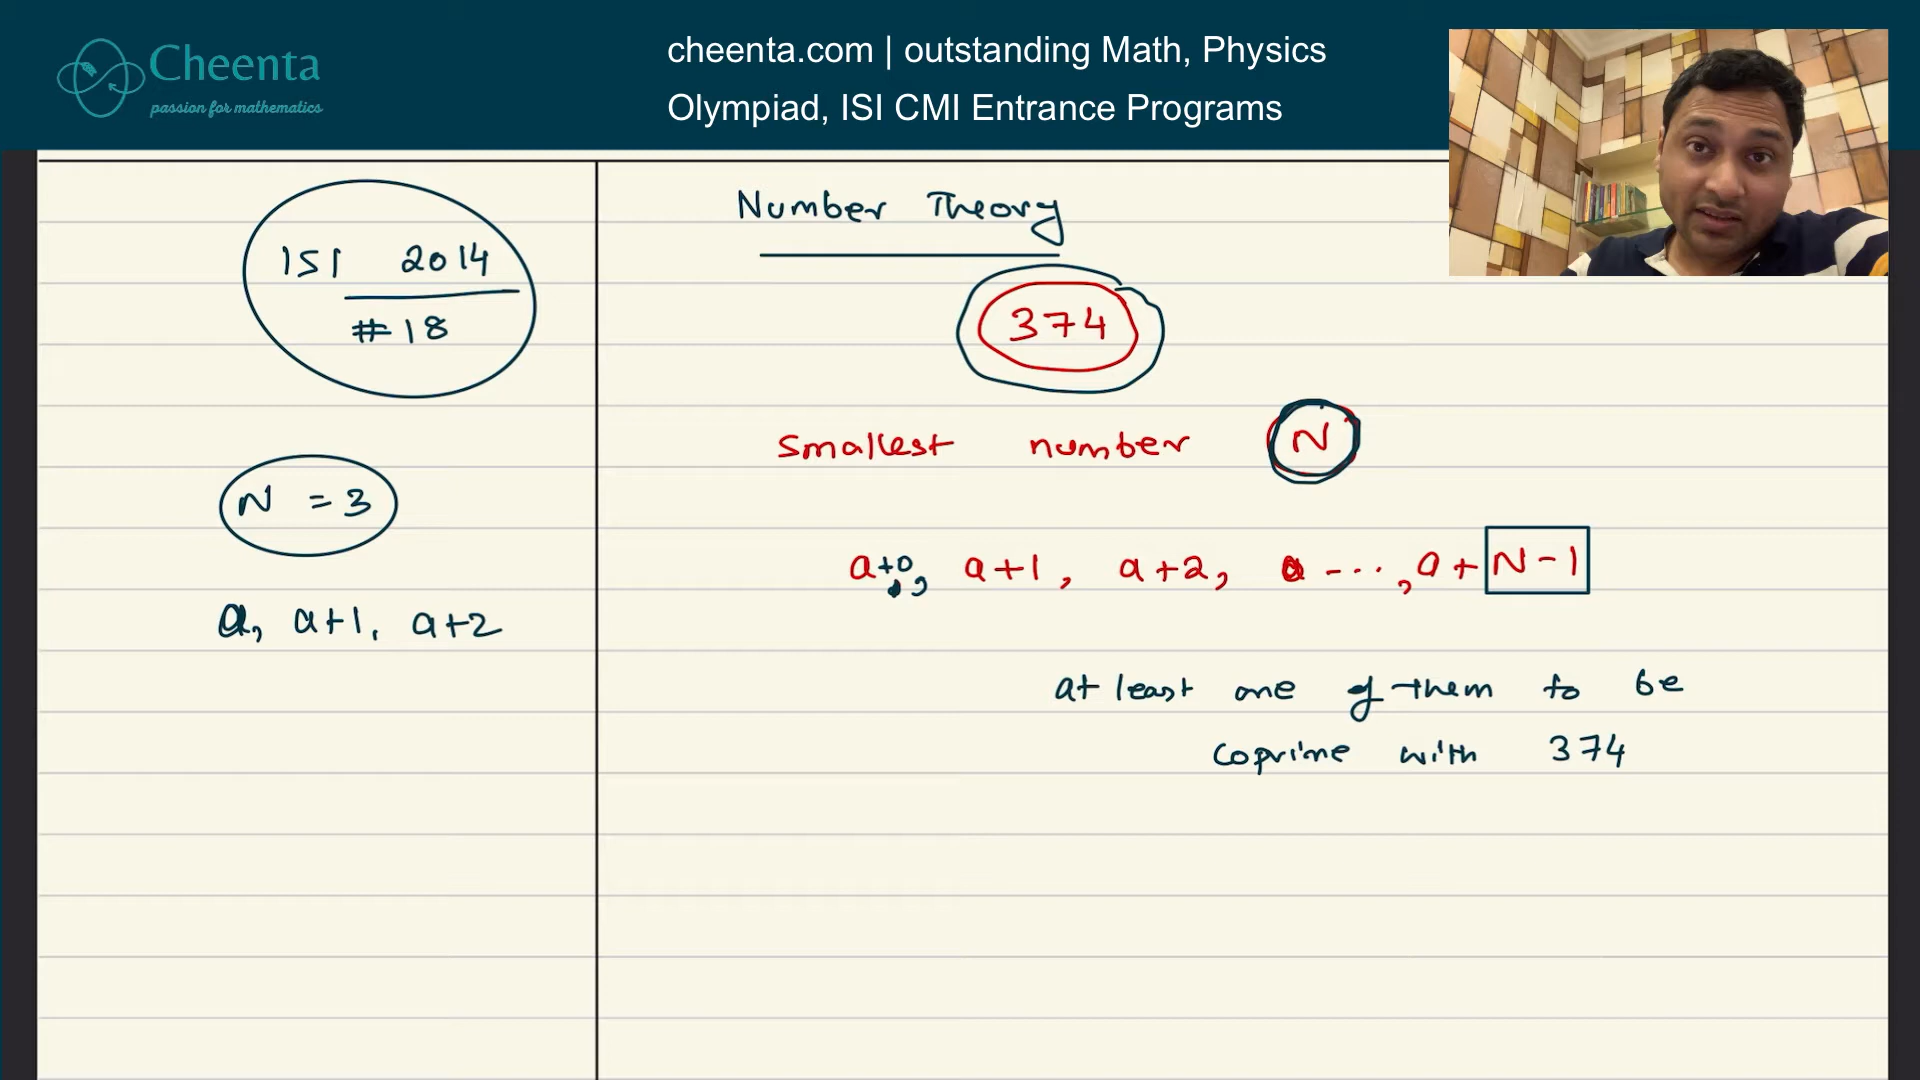 Cheenta
passion for mathematics
cheenta.com | outstanding Math, Physics
Olympiad, ISI CMI Entrance Programs
ISI 2014
#18
N = 3
a, a+1, a+2
Number Theory
374
Smallest number N
a+0, a+1, a+2, a ...., a + N-1
at least one of them to be
coprime with 374